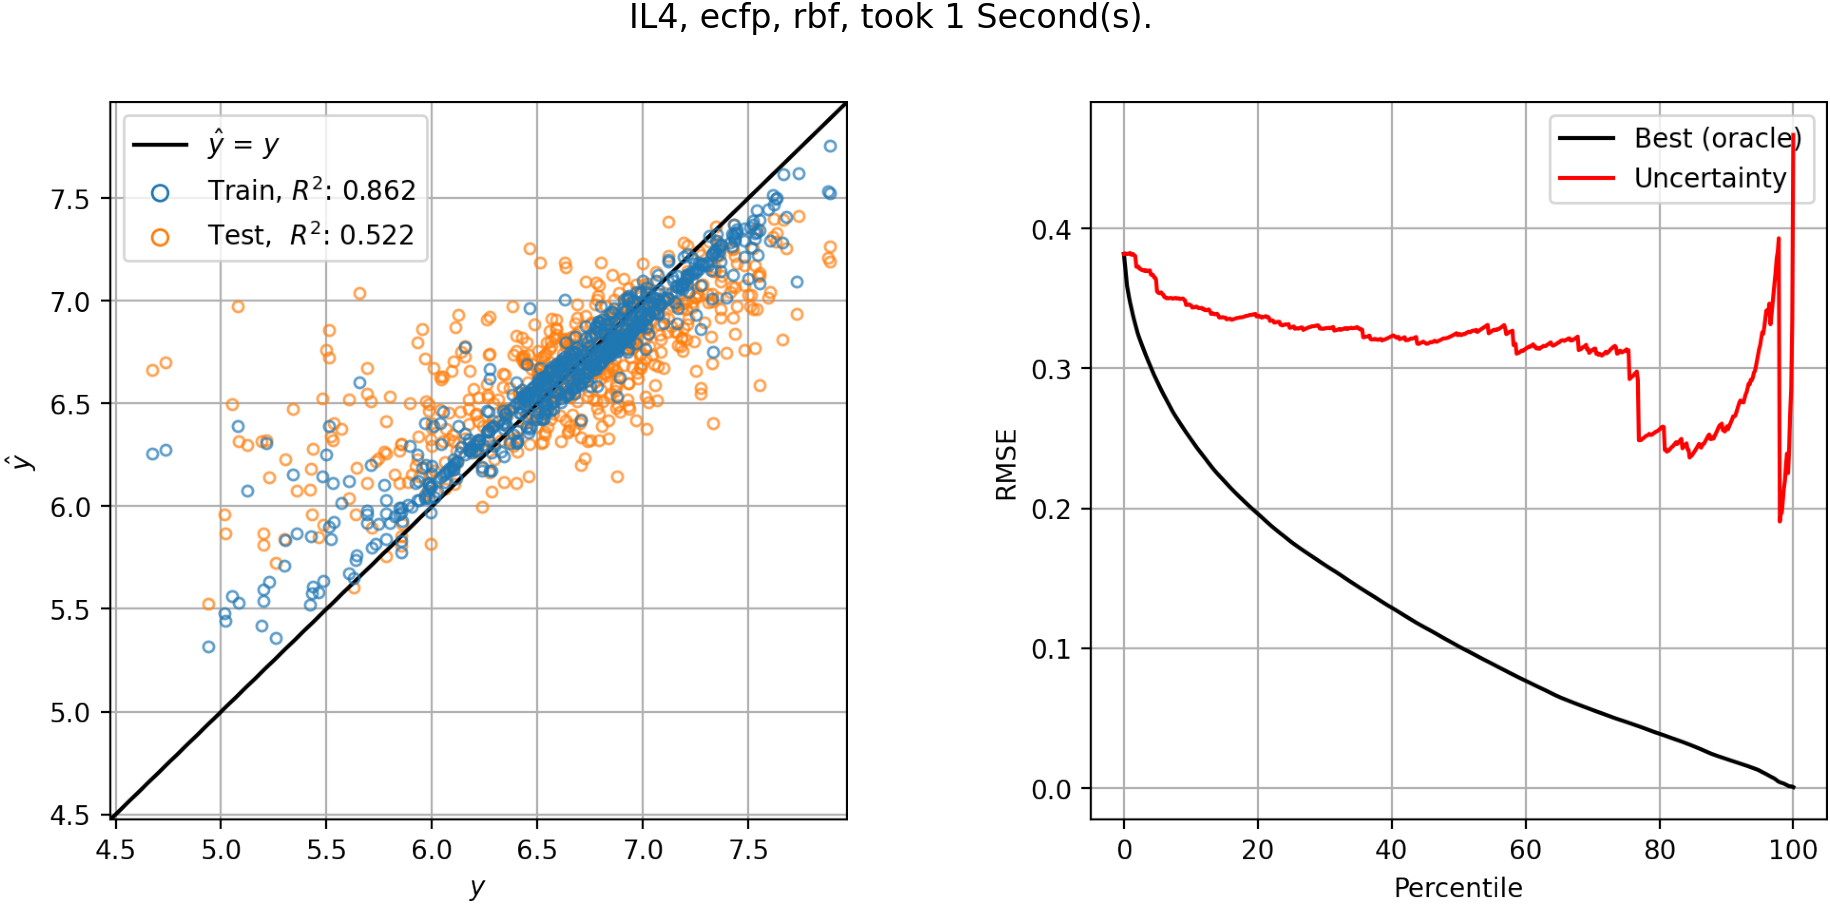 IL4, ecfp, rbf, took 1 Second(s).
ŷ = y
Train, R²: 0.862
Test, R²: 0.522
7.5
7.0
6.5
6.0
5.5
5.0
4.5
ŷ
4.5 5.0 5.5 6.0 6.5 7.0 7.5
y
Best (oracle)
Uncertainty
0.4
0.3
0.2
0.1
0.0
RMSE
0 20 40 60 80 100
Percentile